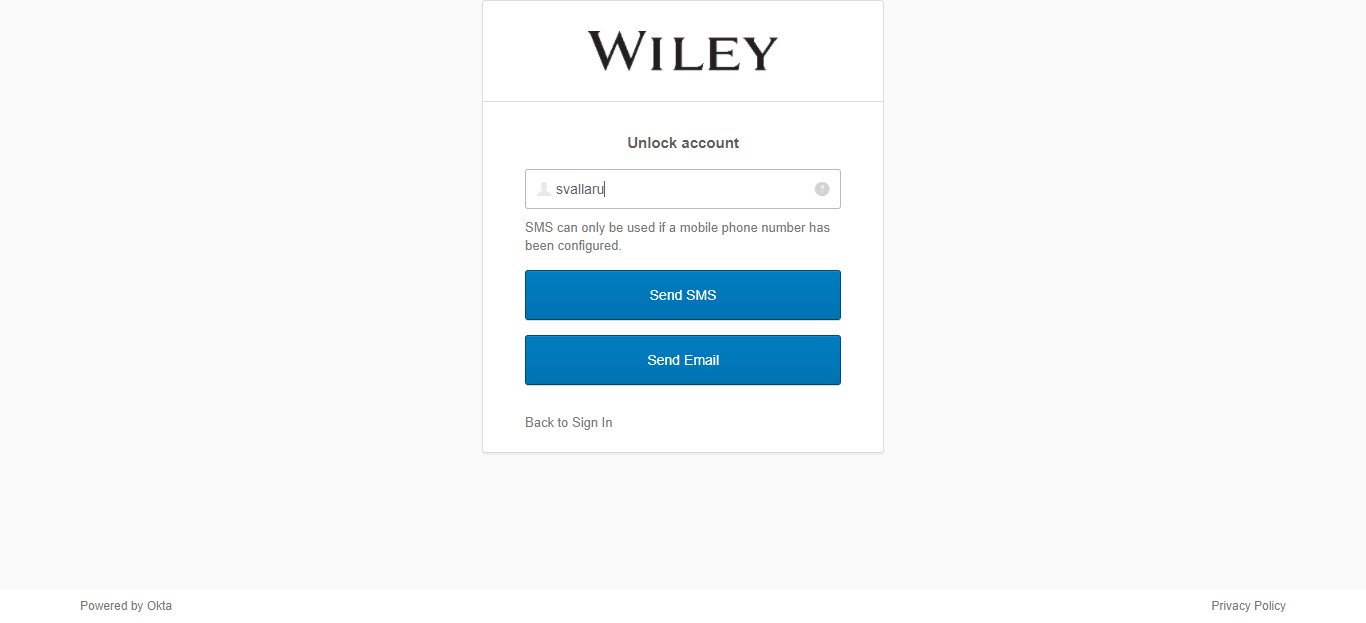 WILEY
Unlock account
svallaru
?
SMS can only be used if a mobile phone number has
been configured.
Send SMS
Send Email
Back to Sign In
Powered by Okta
Privacy Policy